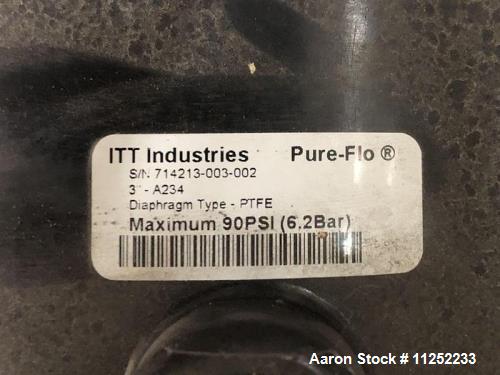 ITT Industries Pure-Flo ®
S/N 714213-003-002
3" - A234
Diaphragm Type - PTFE
Maximum 90PSI (6.2Bar)
Aaron Stock # 11252233